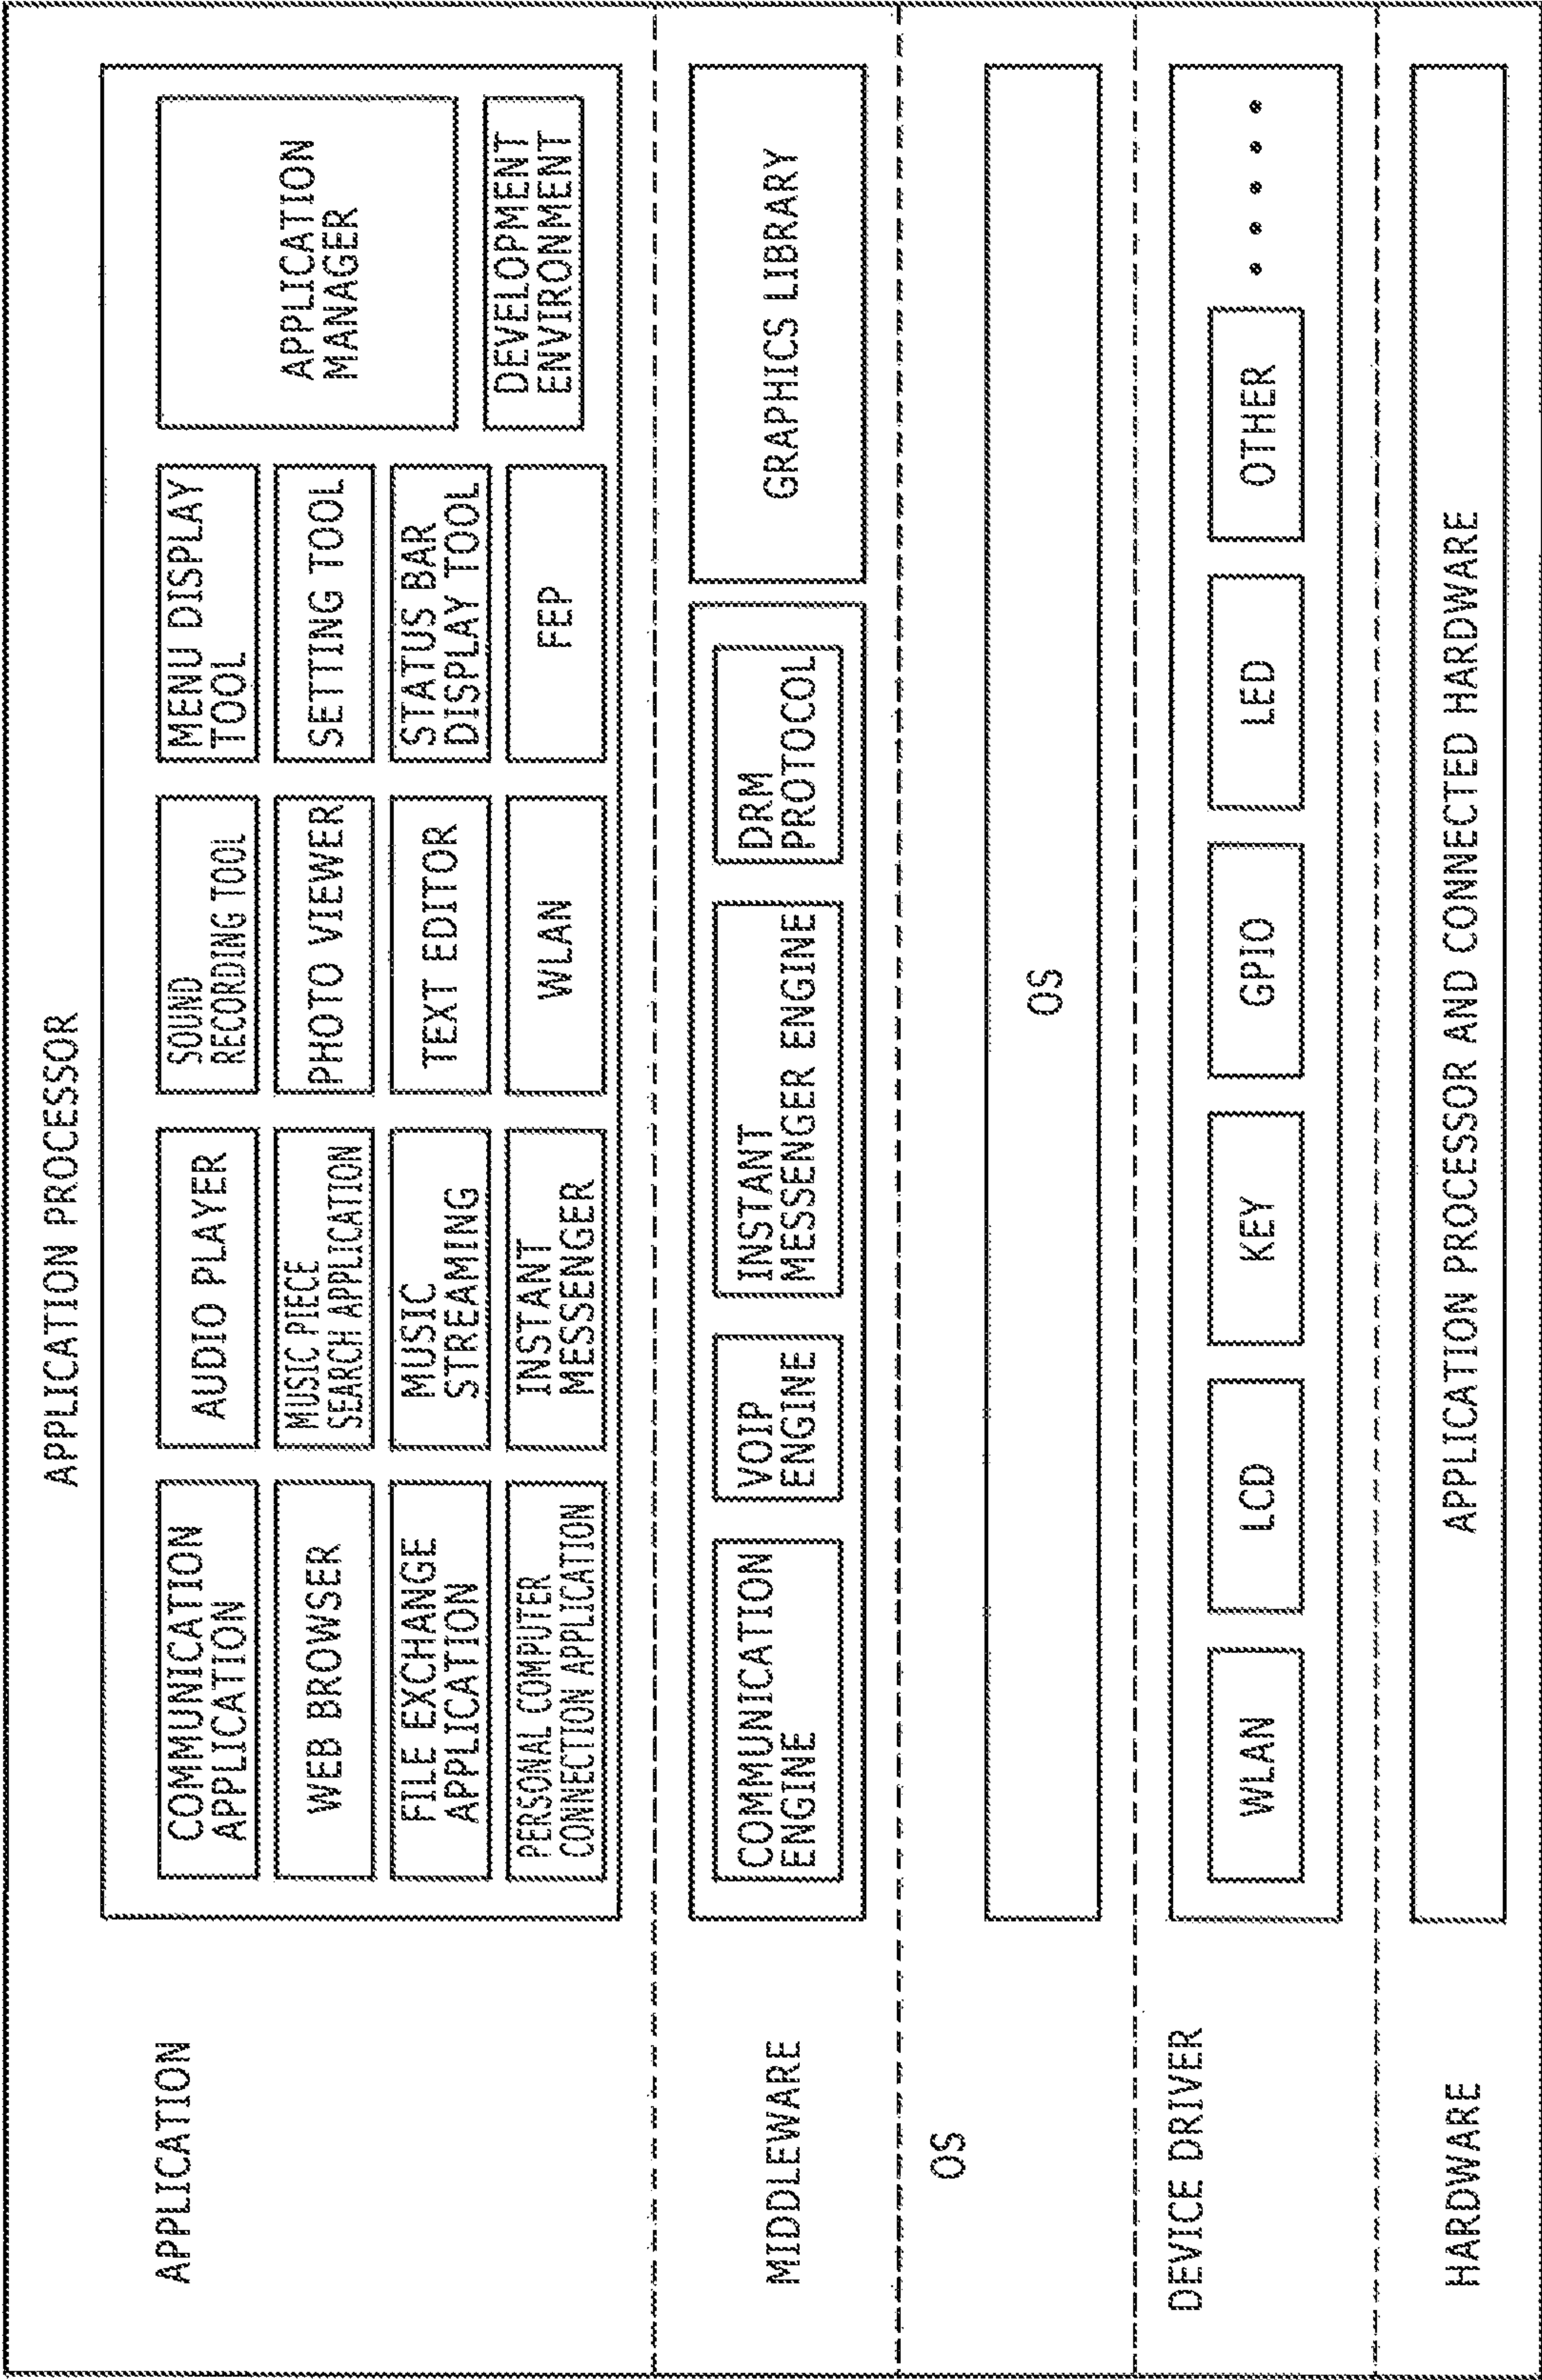 APPLICATION PROCESSOR
APPLICATION
COMMUNICATION
APPLICATION
AUDIO PLAYER
SOUND
RECORDING TOOL
MENU DISPLAY
TOOL
APPLICATION
MANAGER
WEB BROWSER
MUSIC PIECE
SEARCH APPLICATION
PHOTO VIEWER
SETTING TOOL
FILE EXCHANGE
APPLICATION
MUSIC
STREAMING
TEXT EDITOR
STATUS BAR
DISPLAY TOOL
DEVELOPMENT
ENVIRONMENT
PERSONAL COMPUTER
CONNECTION APPLICATION
INSTANT
MESSENGER
WLAN
FEP
MIDDLEWARE
COMMUNICATION
ENGINE
VOIP
ENGINE
INSTANT
MESSENGER ENGINE
DRM
PROTOCOL
GRAPHICS LIBRARY
OS
OS
DEVICE DRIVER
WLAN
LCD
KEY
GPIO
LED
OTHER
HARDWARE
APPLICATION PROCESSOR AND CONNECTED HARDWARE